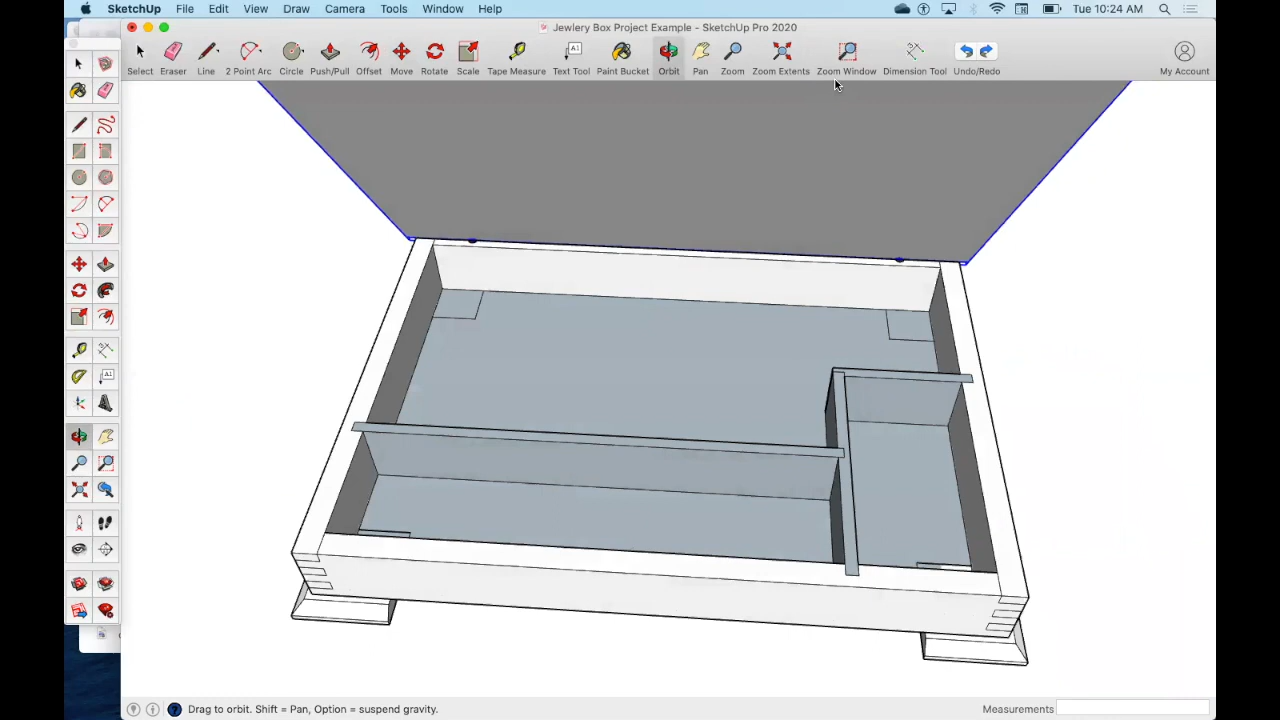 SketchUp File Edit View Draw Camera Tools Window Help Tue 10:24 AM
Jewlery Box Project Example - SketchUp Pro 2020
A1
Select Eraser Line 2 Point Arc Circle Push/Pull Offset Move Rotate Scale Tape Measure Text Tool Paint Bucket Orbit Pan Zoom Zoom Extents Zoom Window Dimension Tool Undo/Redo My Account
A1
Drag to orbit. Shift = Pan, Option = suspend gravity. Measurements